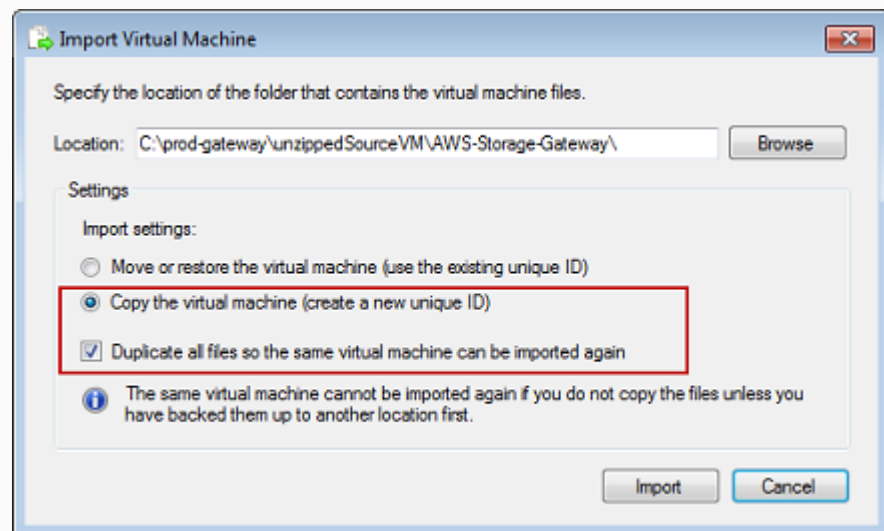 Import Virtual Machine
Specify the location of the folder that contains the virtual machine files.
Location: C:\prod-gateway\unzippedSourceVM\AWS-Storage-Gateway\ Browse
Settings
Import settings:
Move or restore the virtual machine (use the existing unique ID)
Copy the virtual machine (create a new unique ID)
Duplicate all files so the same virtual machine can be imported again
The same virtual machine cannot be imported again if you do not copy the files unless you
have backed them up to another location first.
Import Cancel